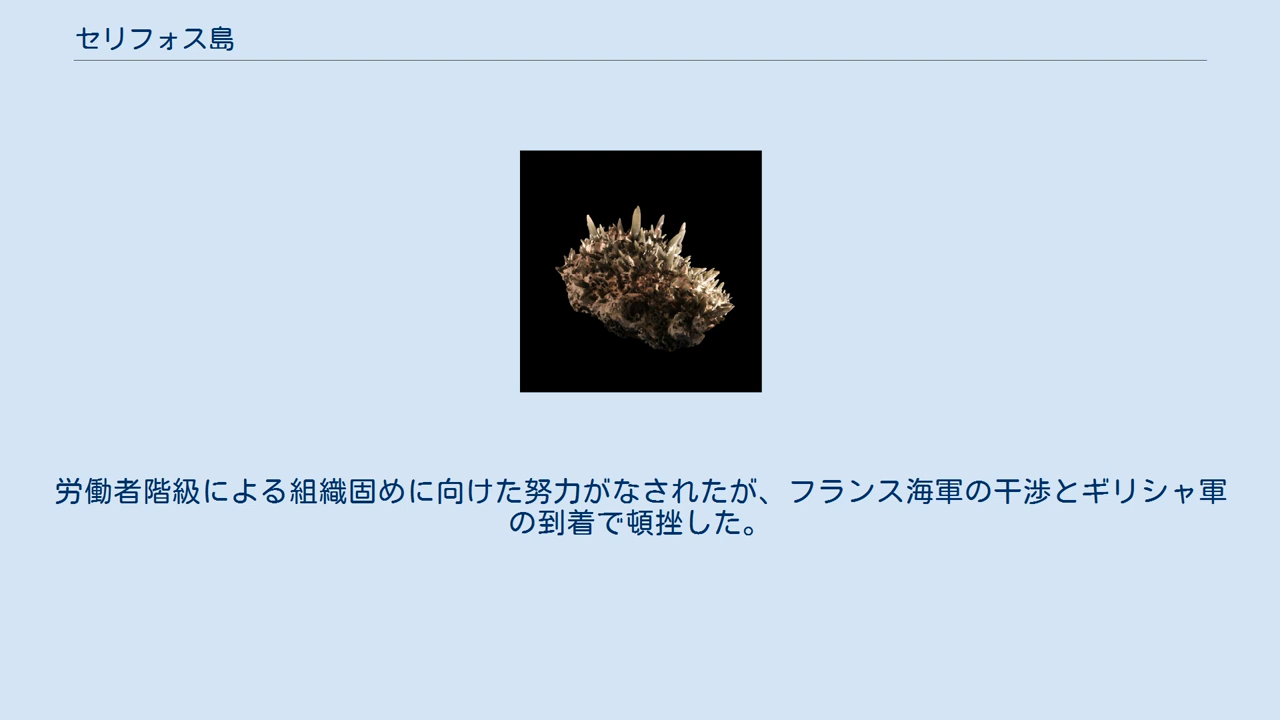 セリフォス島
労働者階級による組織固めに向けた努力がなされたが、フランス海軍の干渉とギリシャ軍
の到着で頓挫した。